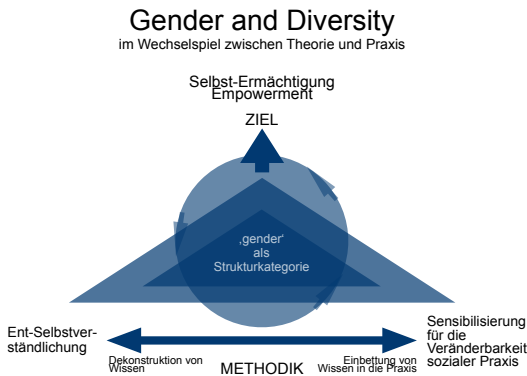 Gender and Diversity
im Wechselspiel zwischen Theorie und Praxis
Selbst-Ermächtigung
Empowerment
ZIEL
‚gender‘
als
Strukturkategorie
Ent-Selbstver-
ständlichung
Sensibilisierung
für die
Veränderbarkeit
sozialer Praxis
Dekonstruktion von
Wissen
METHODIK
Einbettung von
Wissen in die Praxis